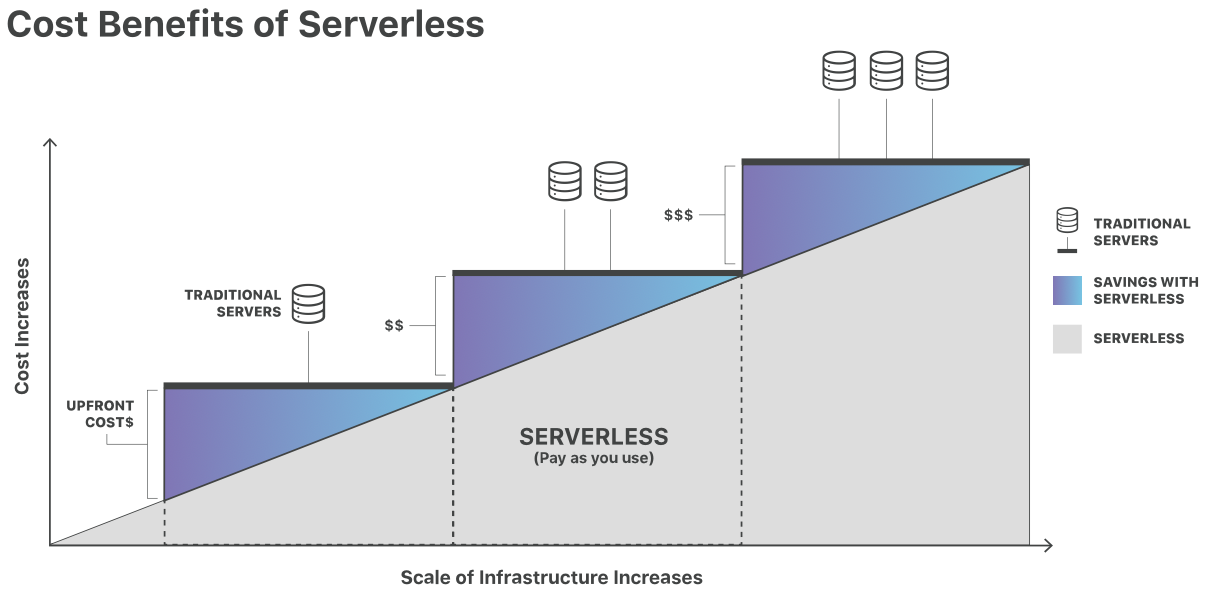 Cost Benefits of Serverless
$$$
TRADITIONAL
SERVERS
SAVINGS WITH
SERVERLESS
SERVERLESS
TRADITIONAL
SERVERS
$$
Cost Increases
UPFRONT
COST$
SERVERLESS
(Pay as you use)
Scale of Infrastructure Increases